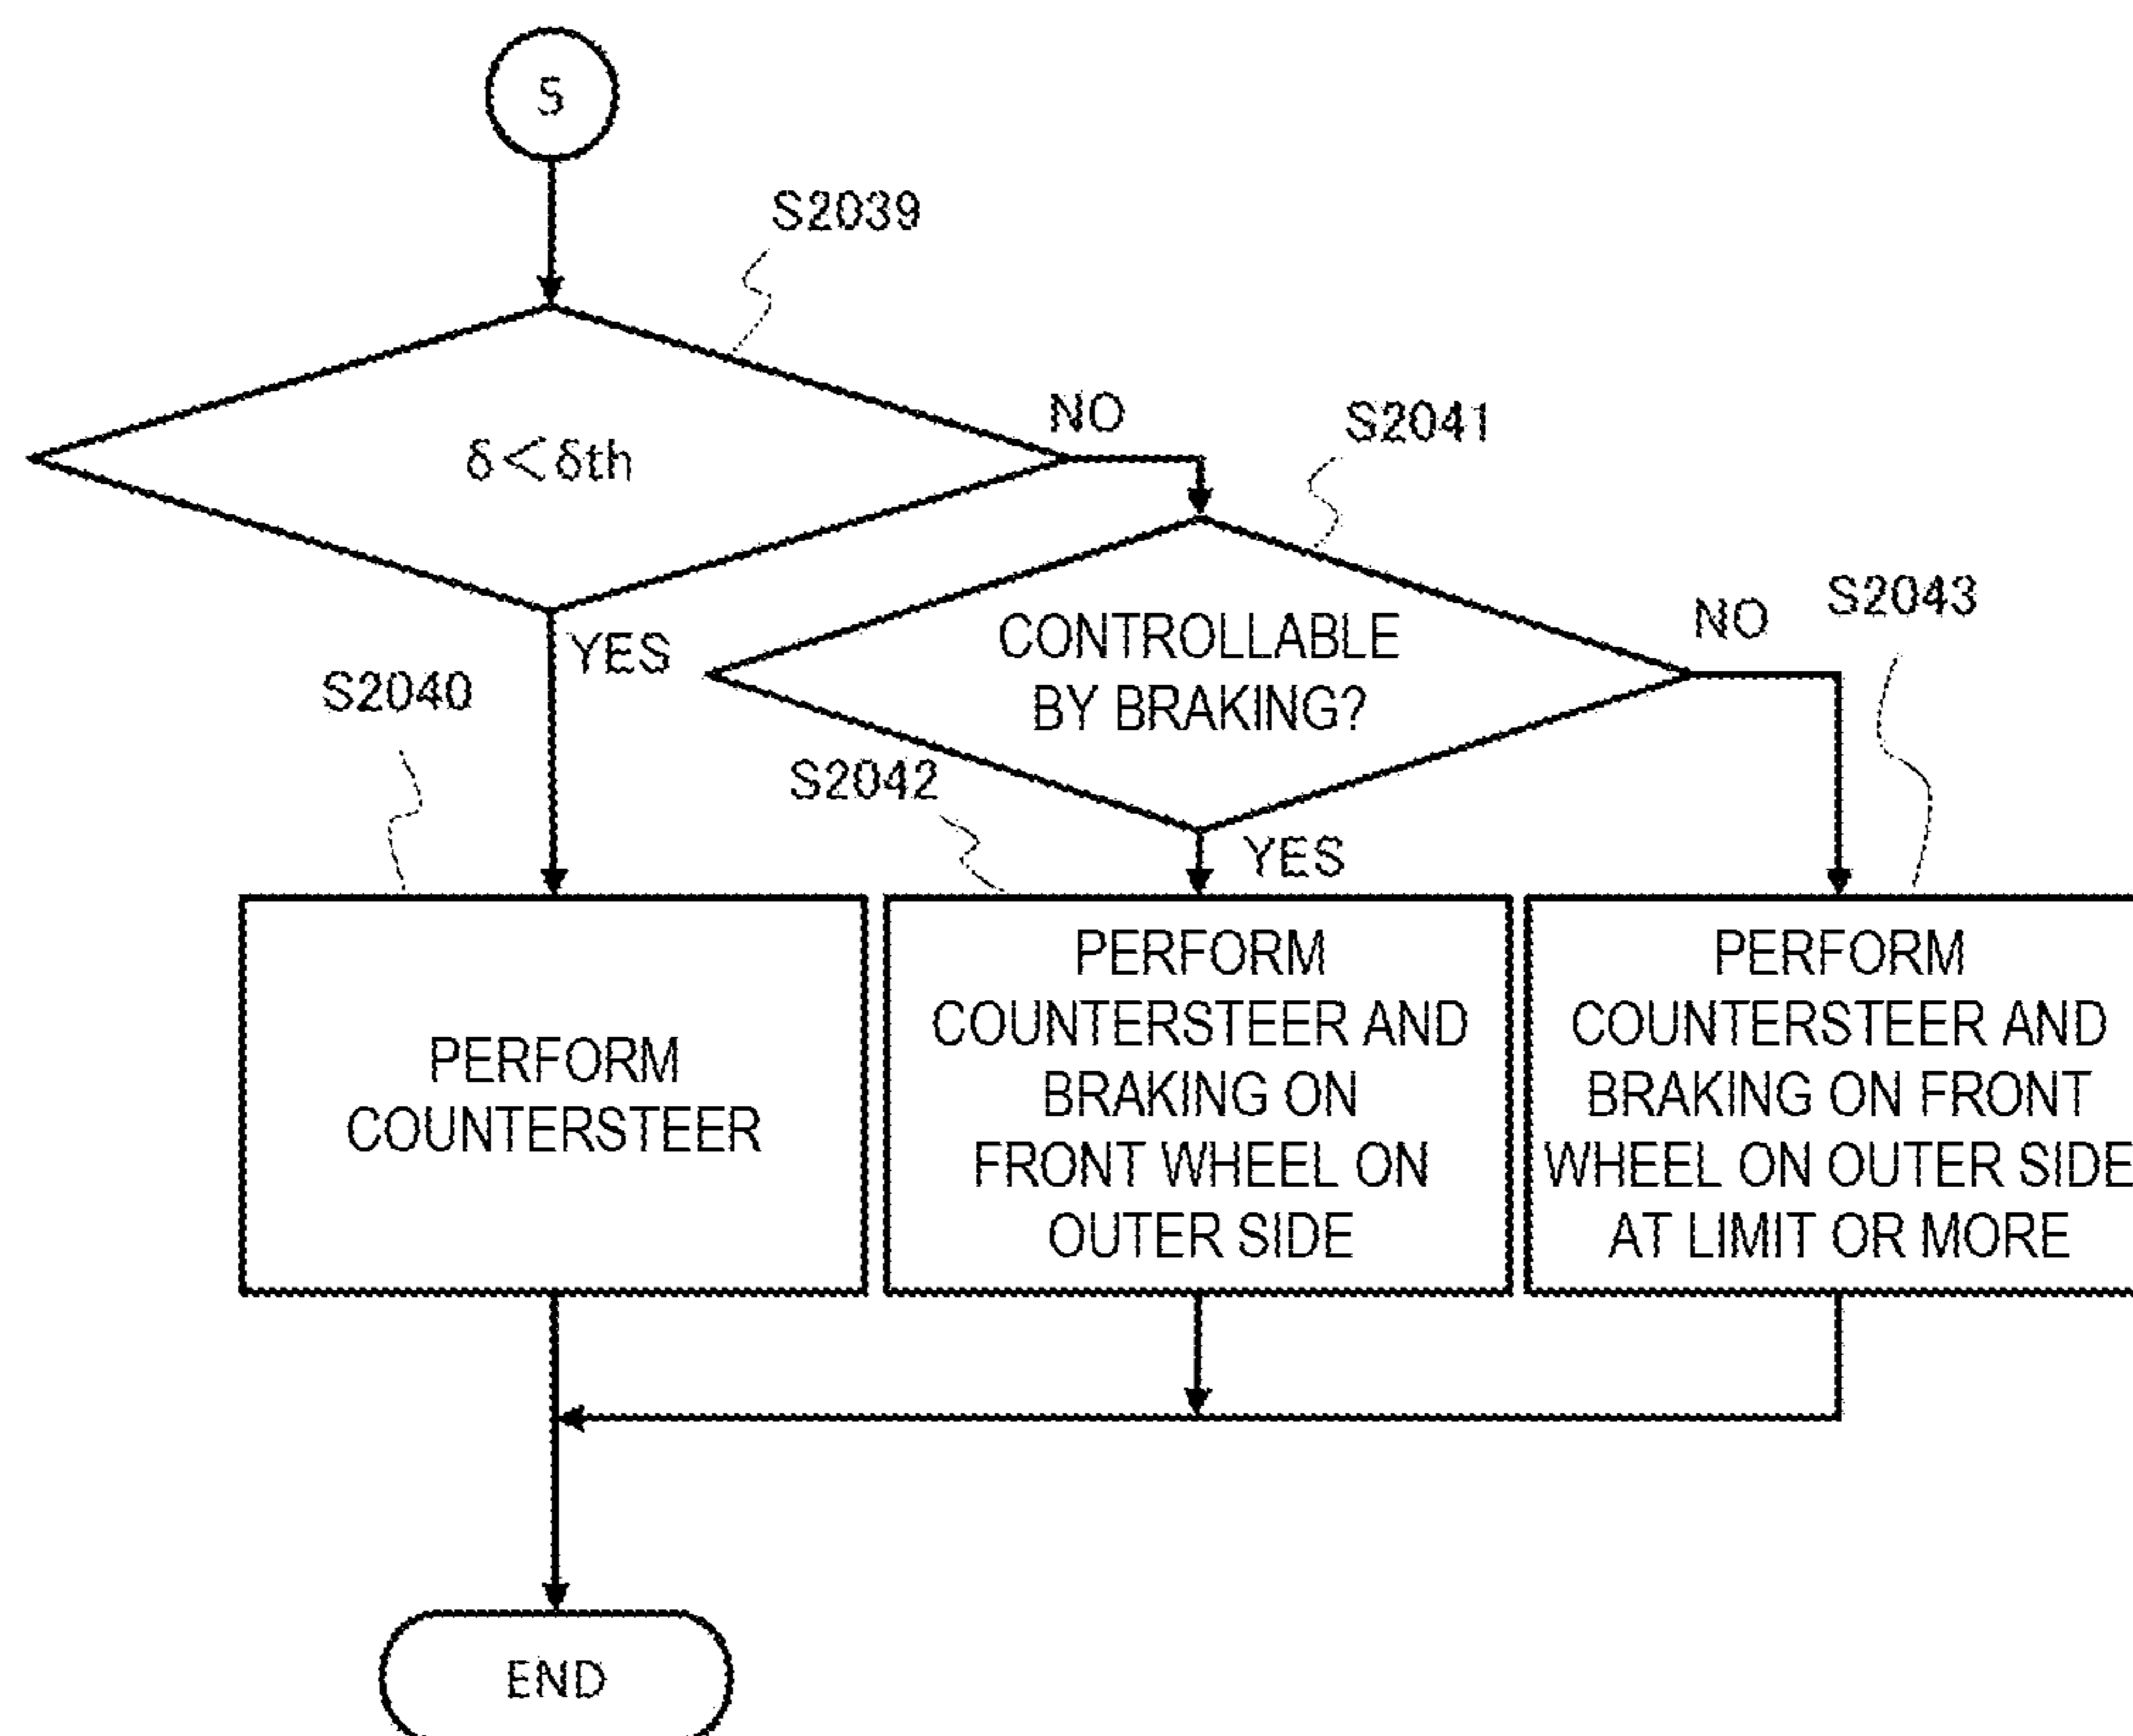 S
S2039
δ<δth
NO
S2041
YES
CONTROLLABLE
BY BRAKING?
NO
S2043
S2040
S2042
YES
PERFORM
COUNTERSTEER
PERFORM
COUNTERSTEER AND
BRAKING ON
FRONT WHEEL ON
OUTER SIDE
PERFORM
COUNTERSTEER AND
BRAKING ON FRONT
WHEEL ON OUTER SIDE
AT LIMIT OR MORE
END